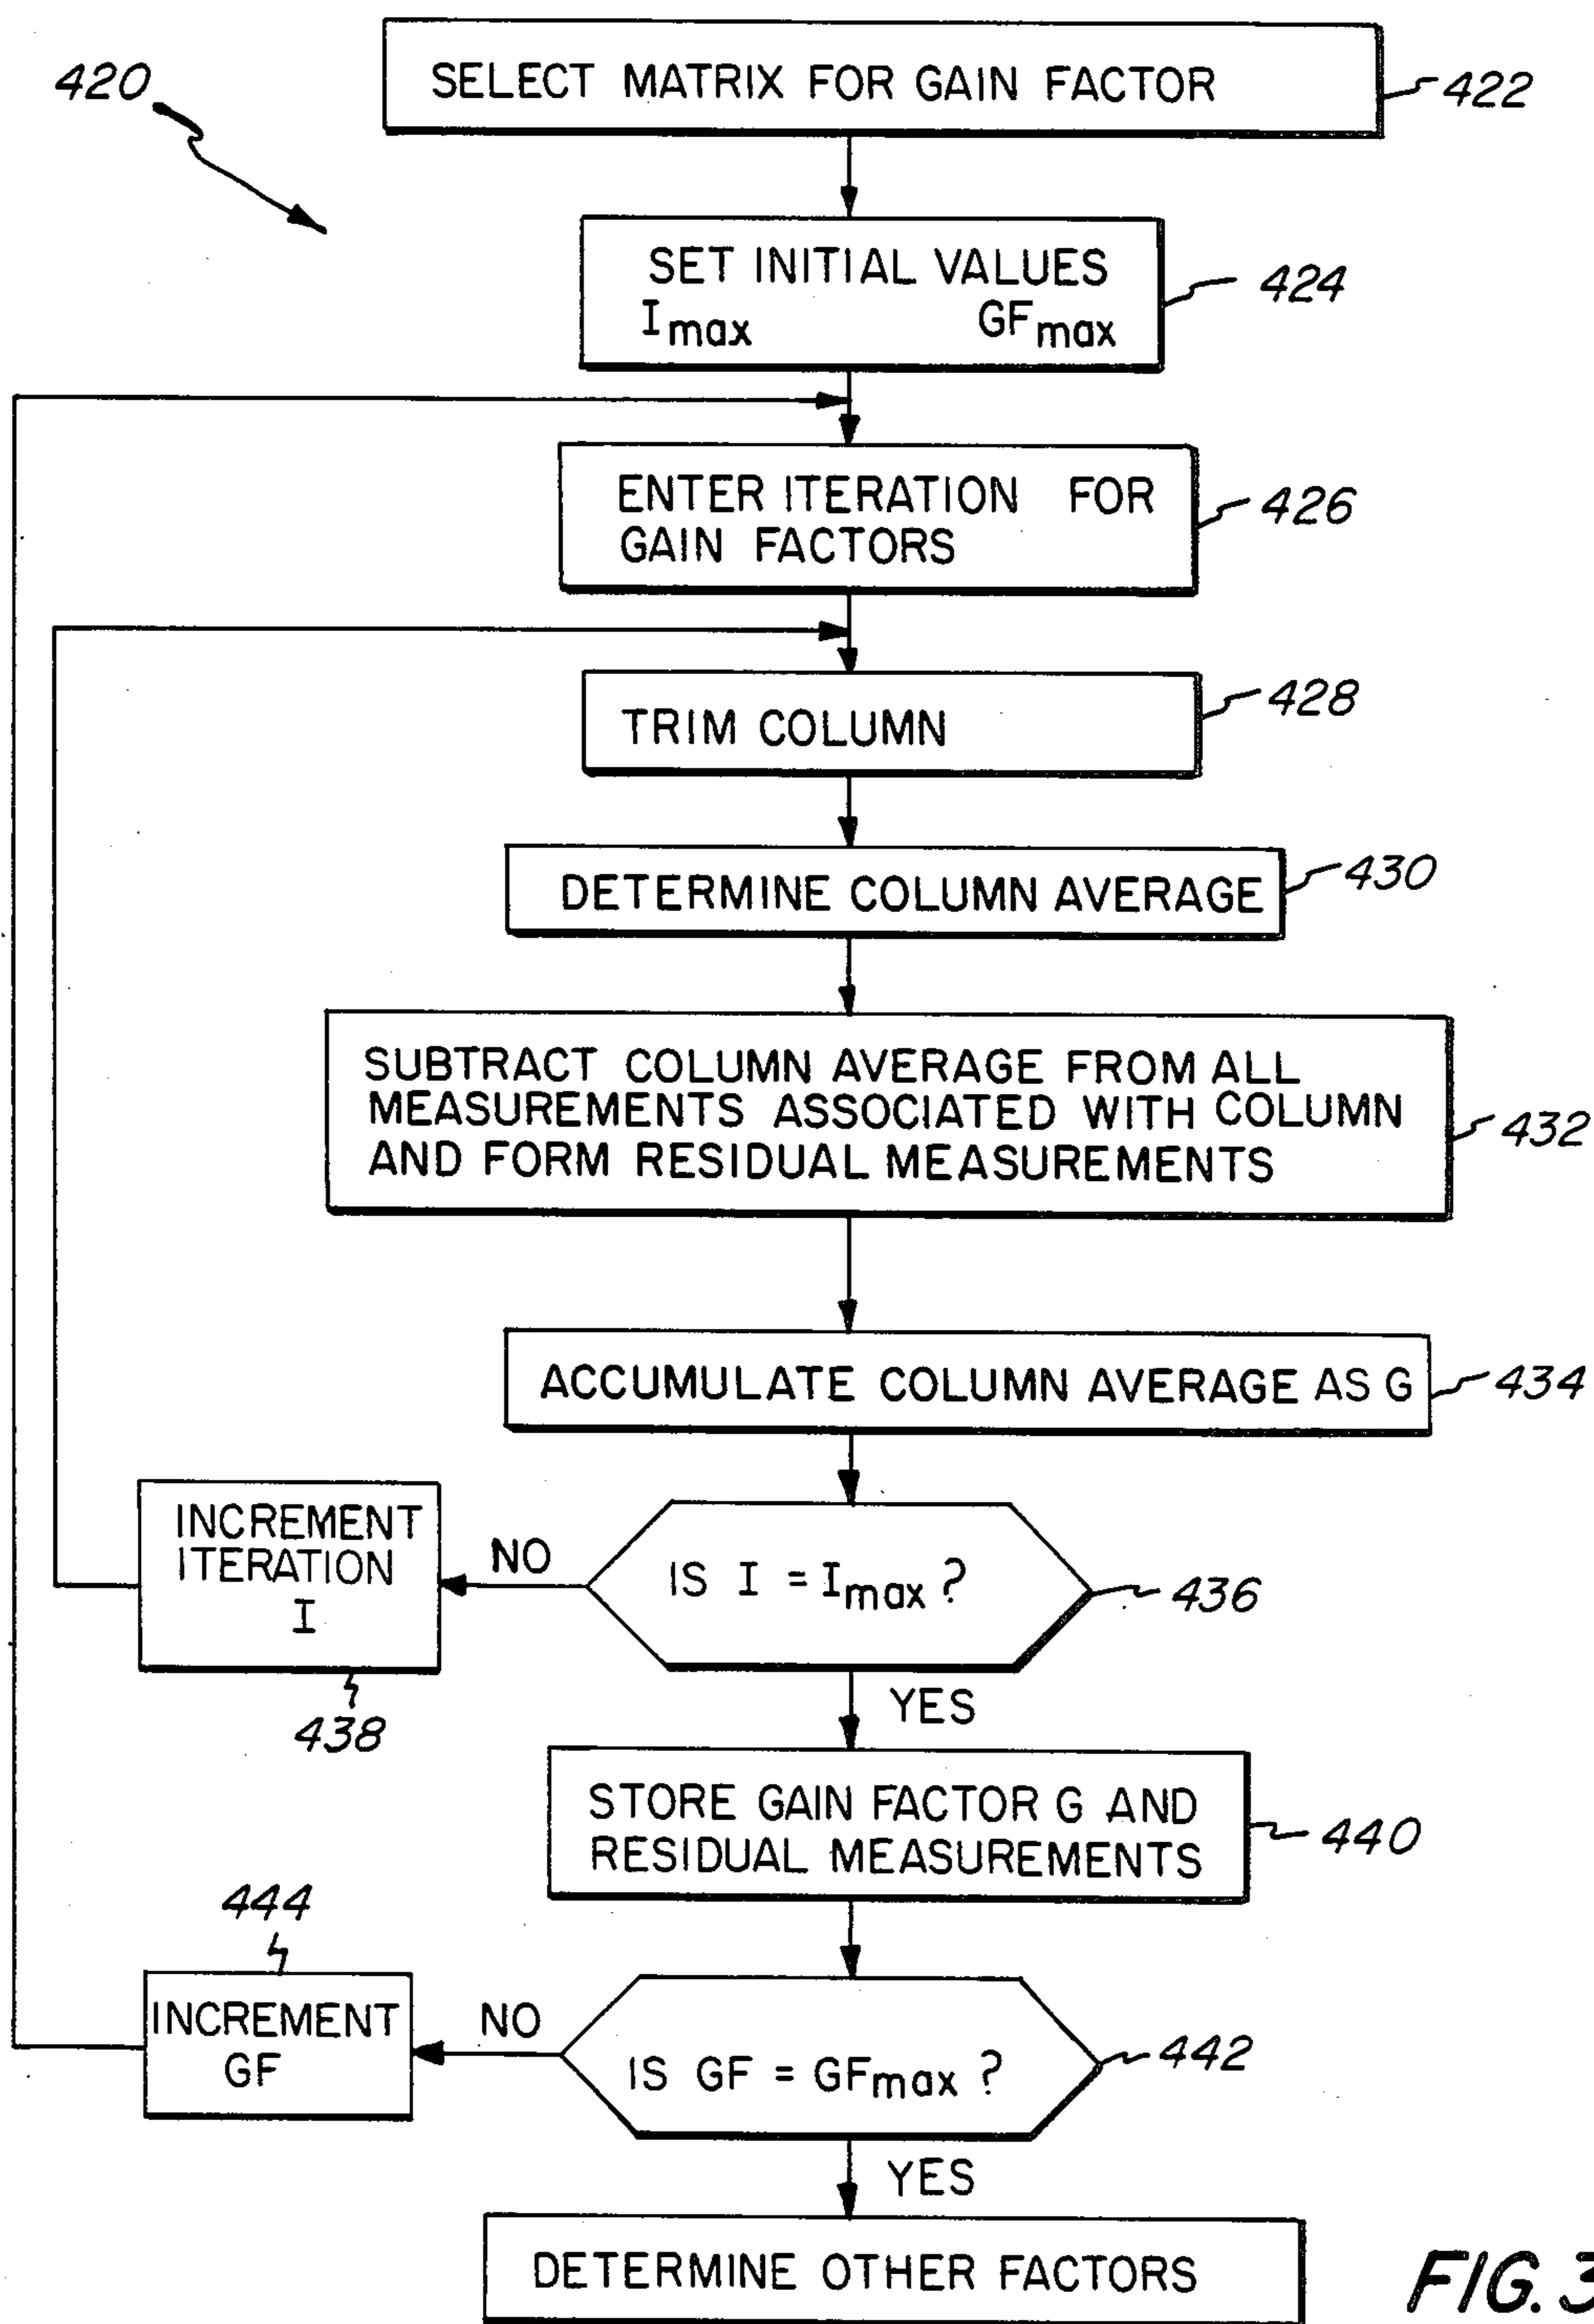 420
SELECT MATRIX FOR GAIN FACTOR
422
SET INITIAL VALUES
Imax GFmax
424
ENTER ITERATION FOR
GAIN FACTORS
426
TRIM COLUMN
428
DETERMINE COLUMN AVERAGE
430
SUBTRACT COLUMN AVERAGE FROM ALL
MEASUREMENTS ASSOCIATED WITH COLUMN
AND FORM RESIDUAL MEASUREMENTS
432
ACCUMULATE COLUMN AVERAGE AS G
434
INCREMENT
ITERATION
I
438
NO
IS I = Imax ?
436
YES
STORE GAIN FACTOR G AND
RESIDUAL MEASUREMENTS
440
444
INCREMENT
GF
NO
IS GF = GFmax ?
442
YES
DETERMINE OTHER FACTORS
FIG. 3